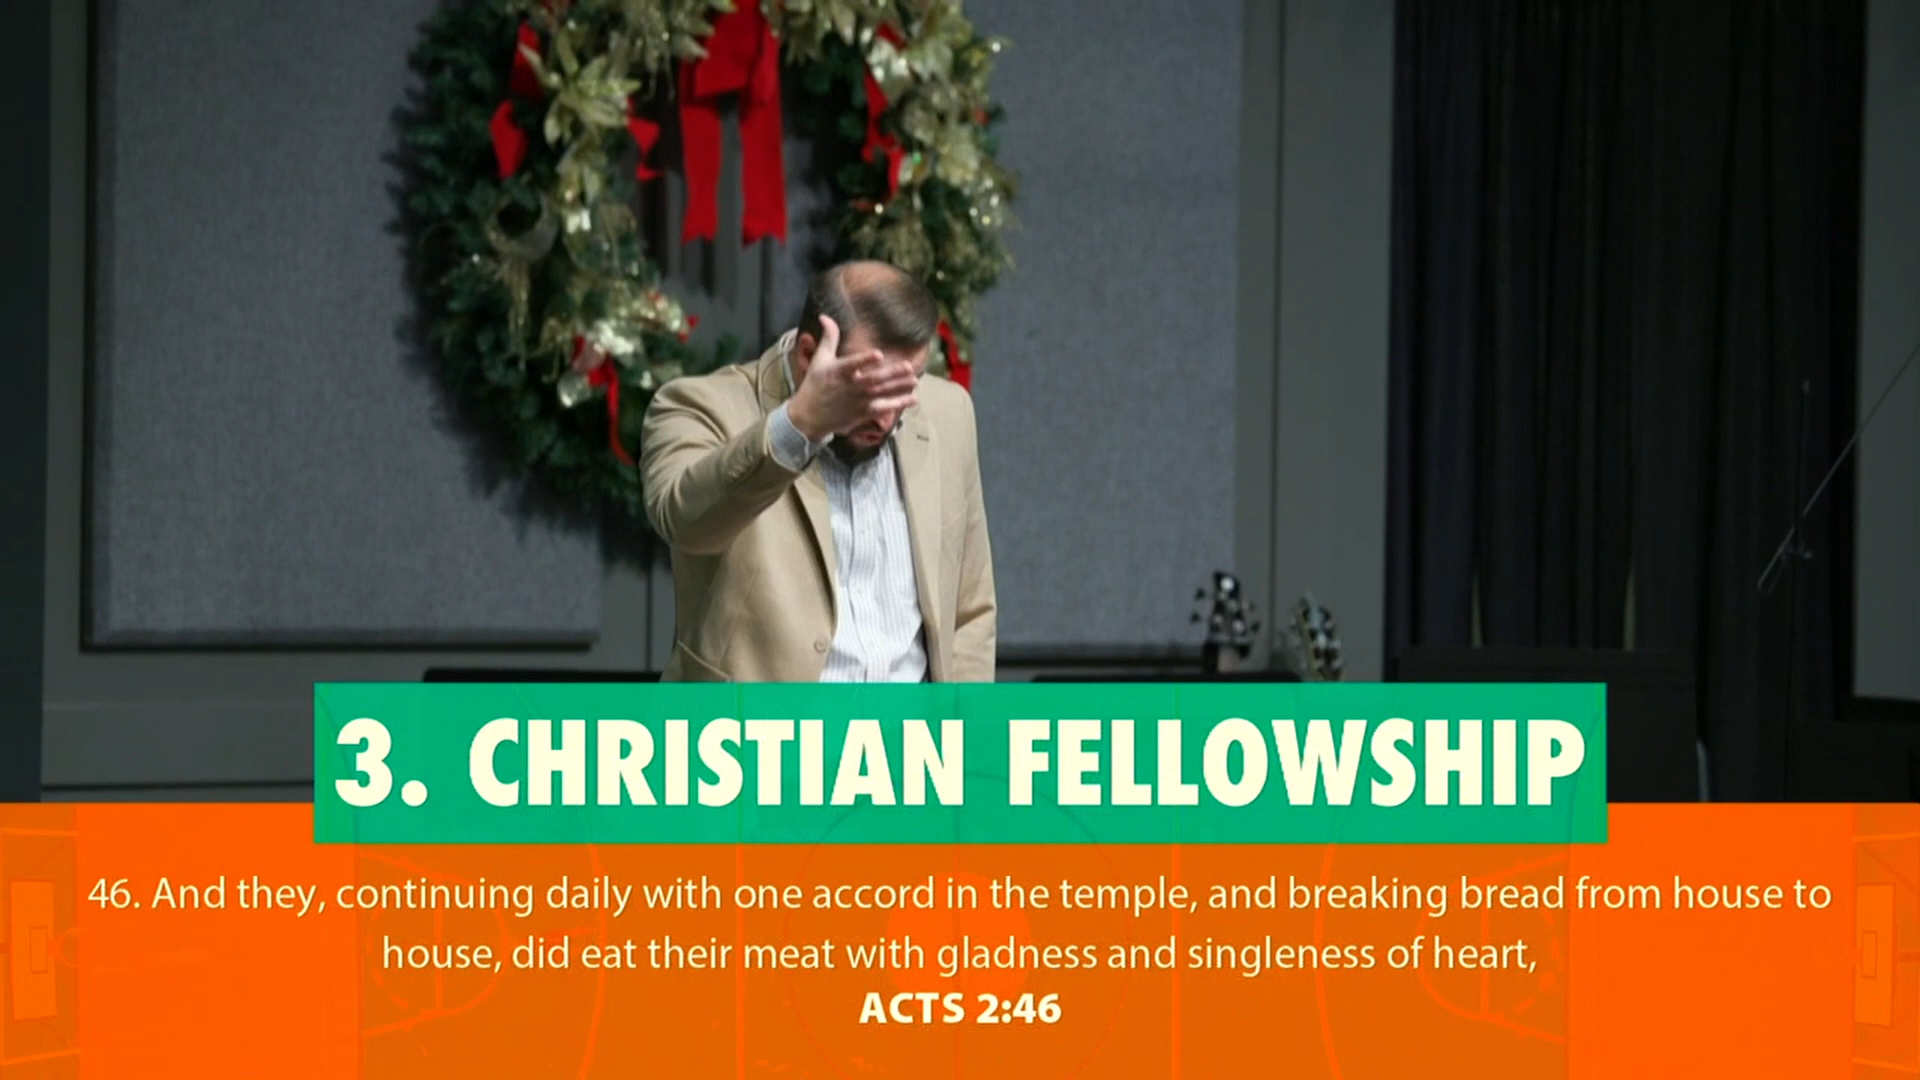 3. CHRISTIAN FELLOWSHIP
46. And they, continuing daily with one accord in the temple, and breaking bread from house to
house, did eat their meat with gladness and singleness of heart,
ACTS 2:46